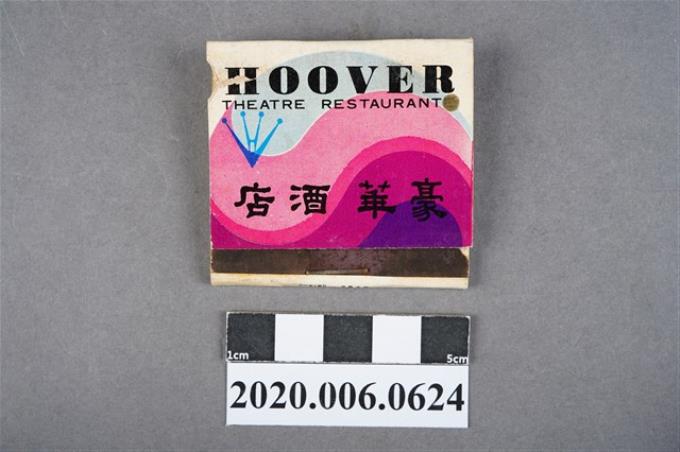 HOOVER
THEATRE RESTAURANT
店酒華豪
1cm
5cm
2020.006.0624